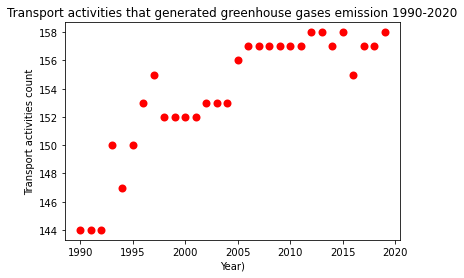 Transport activities that generated greenhouse gases emission 1990-2020
Transport activities count
158
156
154
152
150
148
146
144
1990 1995 2000 2005 2010 2015 2020
Year)